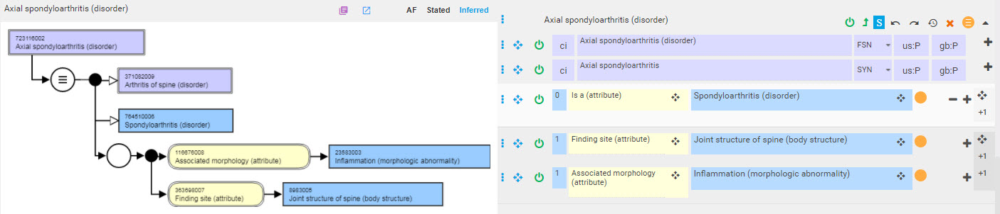 Axial spondyloarthritis (disorder)
AF Stated Inferred
723116002
Axial spondyloarthritis (disorder)
371082009
Arthritis of spine (disorder)
764510006
Spondyloarthritis (disorder)
116676008
Associated morphology (attribute)
23583003
Inflammation (morphologic abnormality)
363698007
Finding site (attribute)
8983005
Joint structure of spine (body structure)
Axial spondyloarthritis (disorder)
S
ci Axial spondyloarthritis (disorder) FSN us:P gb:P
ci Axial spondyloarthritis SYN us:P gb:P
0 Is a (attribute) Spondyloarthritis (disorder)
+1
1 Finding site (attribute) Joint structure of spine (body structure)
+1
1 Associated morphology Inflammation (morphologic abnormality) +1
(attribute)